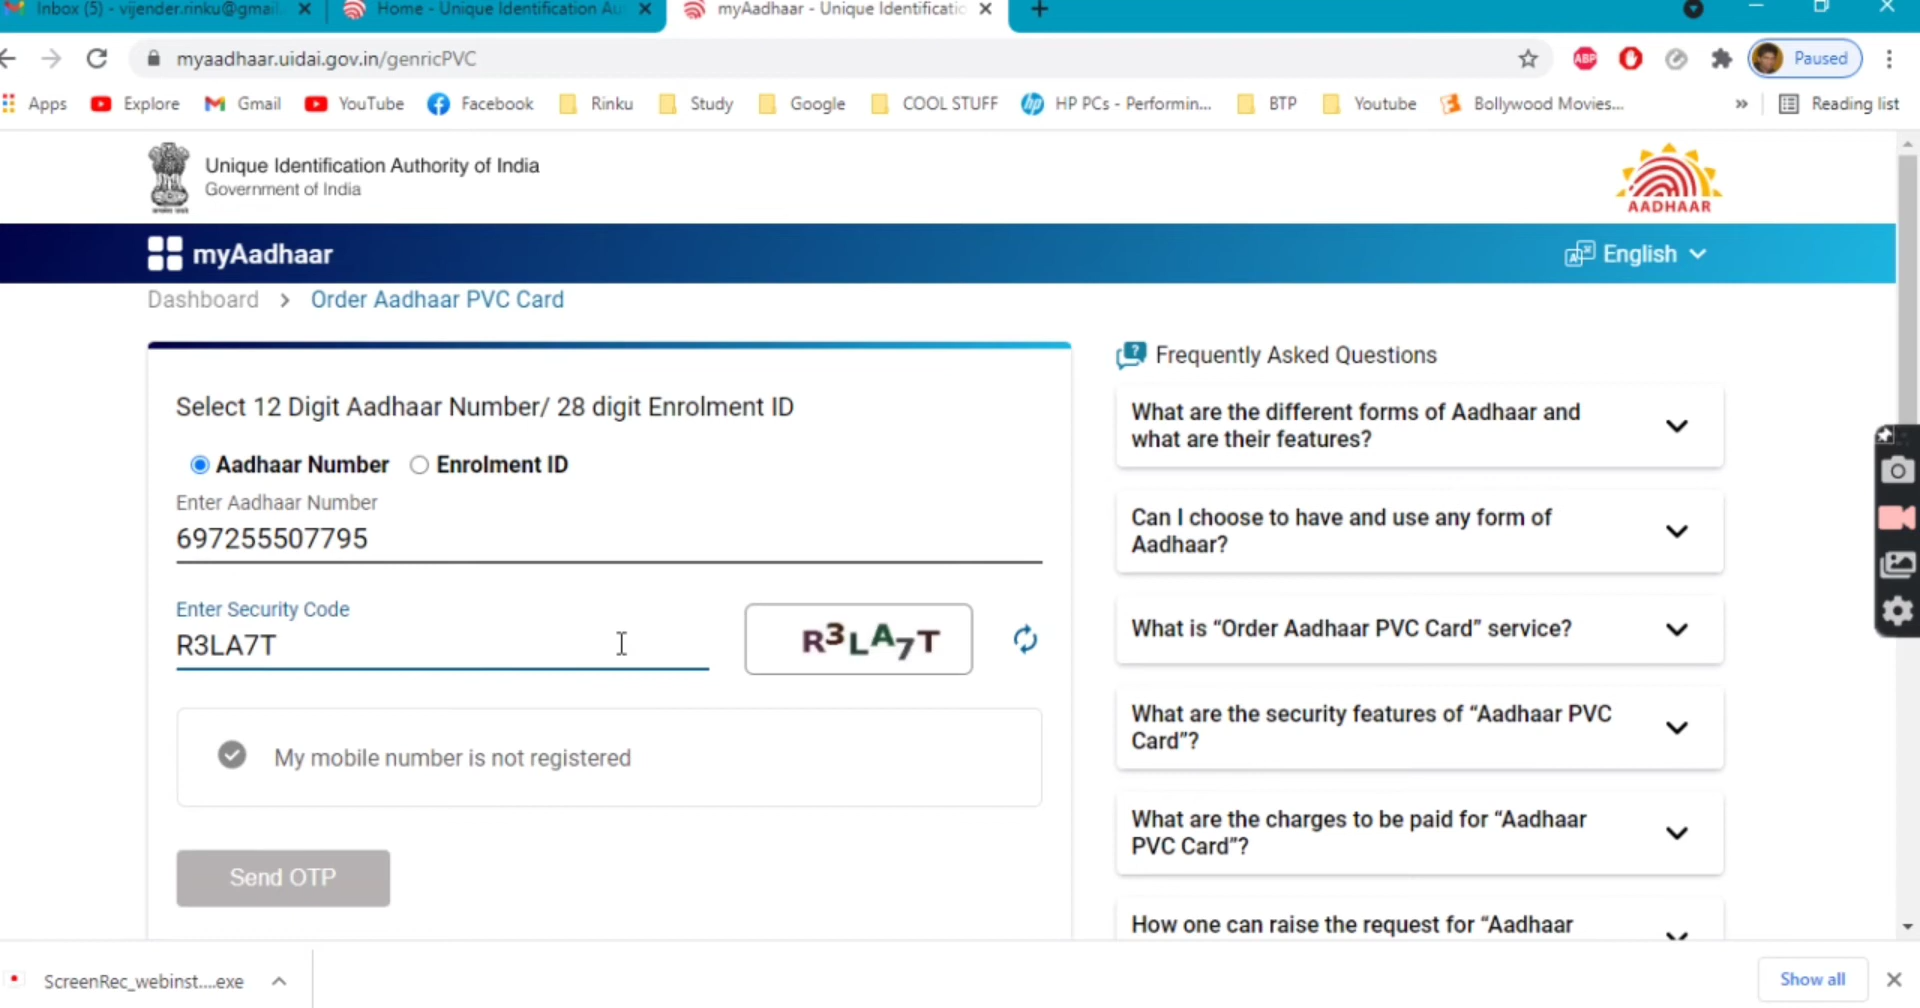 Inbox (5) - vijender.rinku@gmail.
Home - Unique Identification Au
myAadhaar - Unique Identificatio
myaadhaar.uidai.gov.in/genricPVC
ABP
Paused
Apps
Explore
Gmail
YouTube
Facebook
Rinku
Study
Google
COOL STUFF
HP PCs - Performin...
BTP
Youtube
Bollywood Movies...
»
Reading list
Unique Identification Authority of India
Government of India
AADHAAR
myAadhaar
English
Dashboard > Order Aadhaar PVC Card
Select 12 Digit Aadhaar Number/ 28 digit Enrolment ID
Aadhaar Number
Enrolment ID
Enter Aadhaar Number
697255507795
Enter Security Code
R3LA7T
R3LA7T
My mobile number is not registered
Send OTP
Frequently Asked Questions
What are the different forms of Aadhaar and
what are their features?
Can I choose to have and use any form of
Aadhaar?
What is “Order Aadhaar PVC Card” service?
What are the security features of “Aadhaar PVC
Card”?
What are the charges to be paid for “Aadhaar
PVC Card”?
How one can raise the request for “Aadhaar
ScreenRec_webinst....exe
Show all